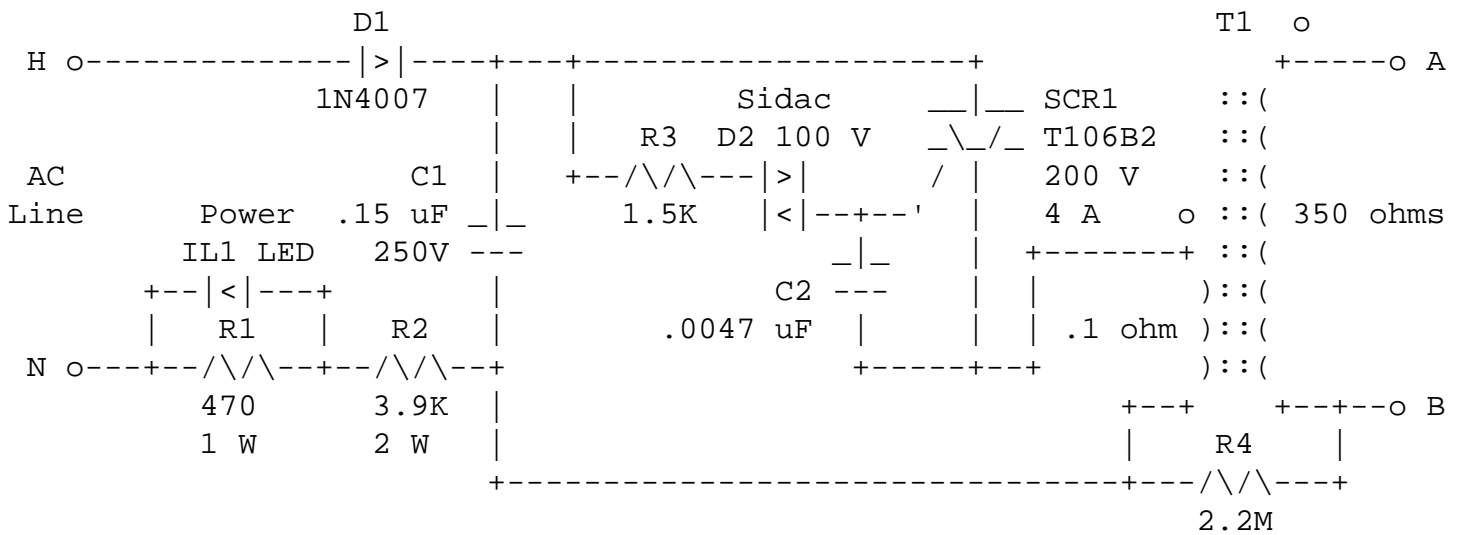 D1                                              T1  o
 H o--------------|>|----+---+---------------------+                +-----o A
                1N4007   |   |       Sidac       __|__ SCR1      ::(
                         |   |   R3  D2 100 V    _\_/_ T106B2    ::(
AC                  C1   |   +--/\/\---|>|       /  |  200 V     ::(
Line      Power  .15 uF _|_    1.5K    |<|--+--'   |  4 A    o ::( 350 ohms
         IL1 LED   250V ---                _|_     |  +-------+ ::(
       +--|<|---+        |              C2 ---     |  |        )::(
       |   R1   |   R2   |        .0047 uF  |      |  | .1 ohm )::(
 N o---+--/\/\--+--/\/\--+                  +-----+--+        )::(
          470      3.9K  |                                 +--+    +--+--o B
          1 W      2 W   |                                 |    R4    |
                         +---------------------------------+---/\/\---+
                                                               2.2M